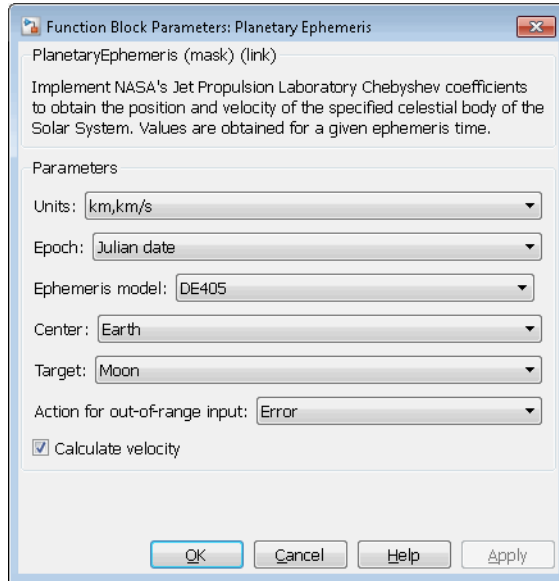 Function Block Parameters: Planetary Ephemeris
PlanetaryEphemeris (mask) (link)
Implement NASA's Jet Propulsion Laboratory Chebyshev coefficients
to obtain the position and velocity of the specified celestial body of the
Solar System. Values are obtained for a given ephemeris time.
Parameters
Units: km,km/s
Epoch: Julian date
Ephemeris model: DE405
Center: Earth
Target: Moon
Action for out-of-range input: Error
Calculate velocity
OK Cancel Help Apply